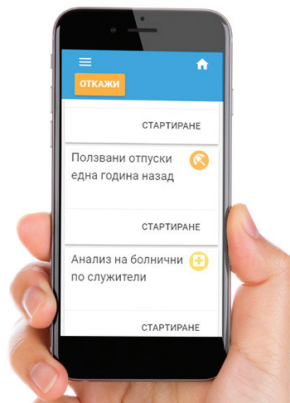 ОТКАЖИ
СТАРТИРАНЕ
Ползвани отпуски
една година назад
СТАРТИРАНЕ
Анализ на болнични
по служители
СТАРТИРАНЕ